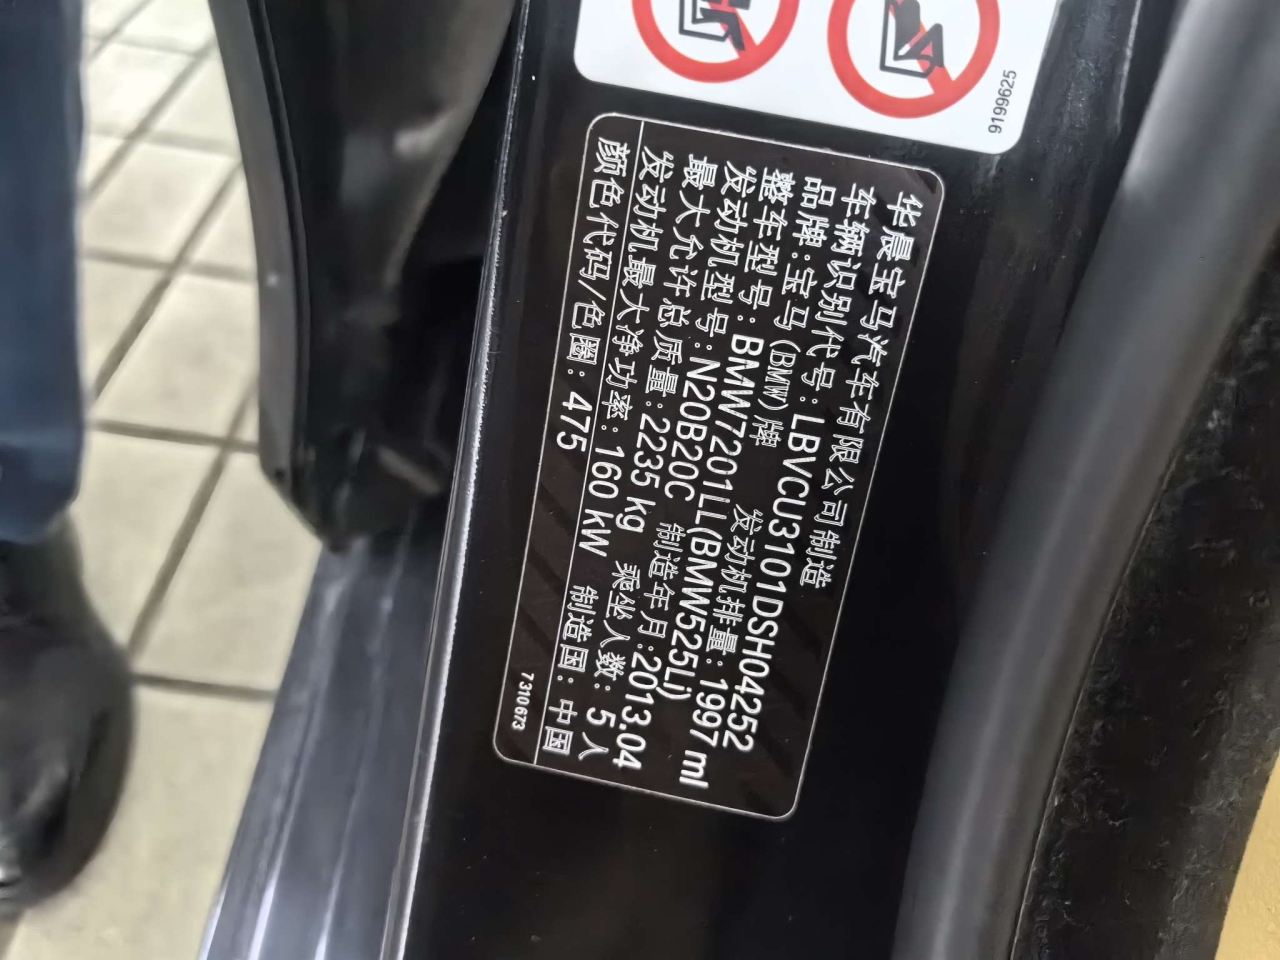 9199625
华晨宝马汽车有限公司制造
车辆识别代号: LBVCU3101DSH04252
品牌: 宝马(BMW)牌 发动机排量: 1997 ml
整车型号: BMW7201LL(BMW525Li)
发动机型号: N20B20C 制造年月: 2013.04
最大允许总质量: 2235 kg 乘坐人数: 5 人
发动机最大净功率: 160 kW 制造国: 中国
颜色代码/色圈: 475
7310673